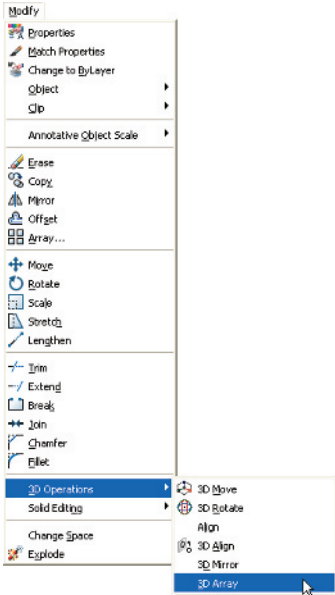 Modify
Properties
Match Properties
Change to ByLayer
Object
Clip
Annotative Object Scale
Erase
Copy
Mirror
Offset
Array...
Move
Rotate
Scale
Stretch
Lengthen
Trim
Extend
Break
Join
Chamfer
Fillet
3D Operations
Solid Editing
Change Space
Explode
3D Move
3D Rotate
Align
3D Align
3D Mirror
3D Array